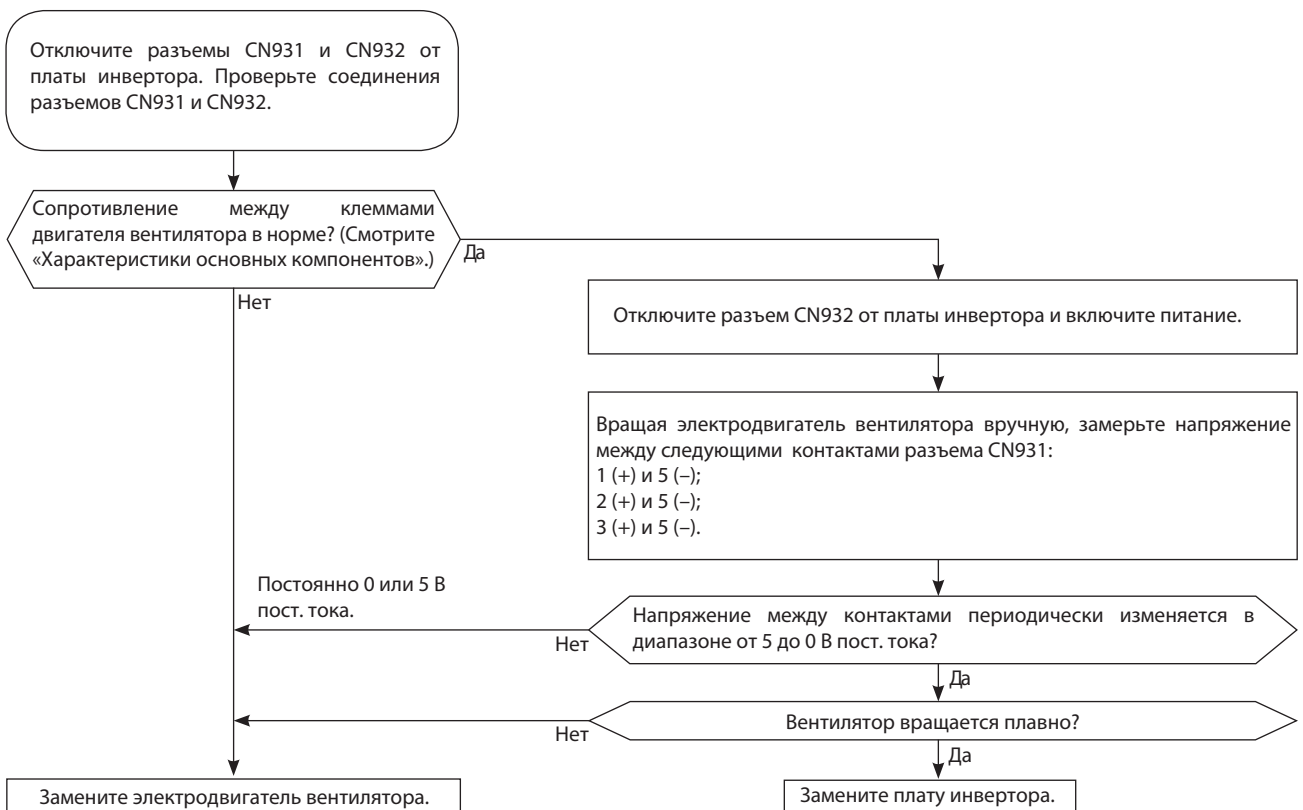 Отключите разъемы CN931 и CN932 от
платы инвертора. Проверьте соединения
разъемов CN931 и CN932.
Сопротивление между клеммами
двигателя вентилятора в норме? (Смотрите
«Характеристики основных компонентов».)
Да
Нет
Отключите разъем CN932 от платы инвертора и включите питание.
Вращая электродвигатель вентилятора вручную, замерьте напряжение
между следующими контактами разъема CN931:
1 (+) и 5 (–);
2 (+) и 5 (–);
3 (+) и 5 (–).
Постоянно 0 или 5 В
пост. тока.
Напряжение между контактами периодически изменяется в
диапазоне от 5 до 0 В пост. тока?
Нет
Да
Вентилятор вращается плавно?
Нет
Да
Замените электродвигатель вентилятора.
Замените плату инвертора.